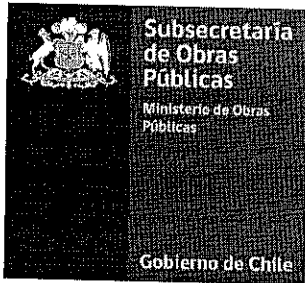 Subsecretaría
de Obras
Públicas
Ministerio de Obras
Públicas
Gobierno de Chile